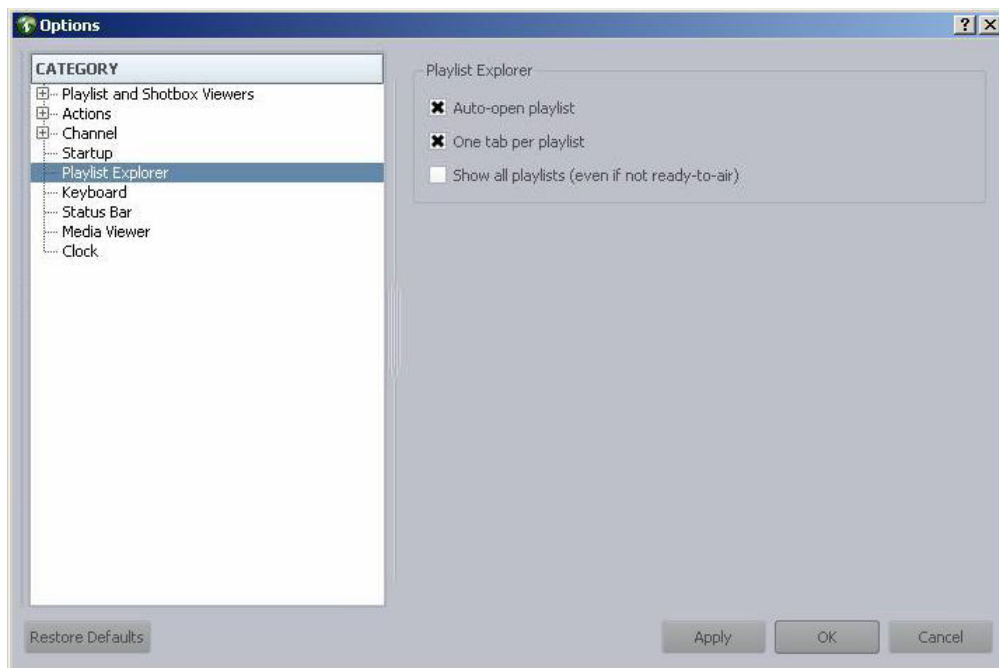 Options
CATEGORY
Playlist and Shotbox Viewers
Actions
Channel
Startup
Playlist Explorer
Keyboard
Status Bar
Media Viewer
Clock
Playlist Explorer
Auto-open playlist
One tab per playlist
Show all playlists (even if not ready-to-air)
Restore Defaults
Apply
OK
Cancel